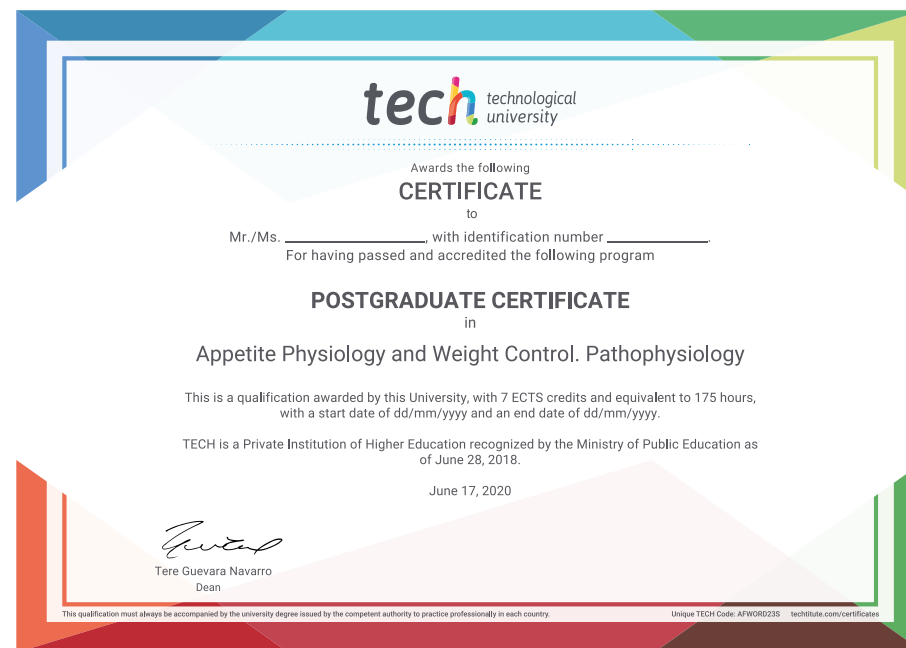 tech technological
university
Awards the following
CERTIFICATE
to
Mr./Ms. ____________________, with identification number ______________.
For having passed and accredited the following program
POSTGRADUATE CERTIFICATE
in
Appetite Physiology and Weight Control. Pathophysiology
This is a qualification awarded by this University, with 7 ECTS credits and equivalent to 175 hours,
with a start date of dd/mm/yyyy and an end date of dd/mm/yyyy.
TECH is a Private Institution of Higher Education recognized by the Ministry of Public Education as
of June 28, 2018.
June 17, 2020
Tere Guevara Navarro
Dean
This qualification must always be accompanied by the university degree issued by the competent authority to practice professionally in each country. Unique TECH Code: AFWORD23S techtitute.com/certificates